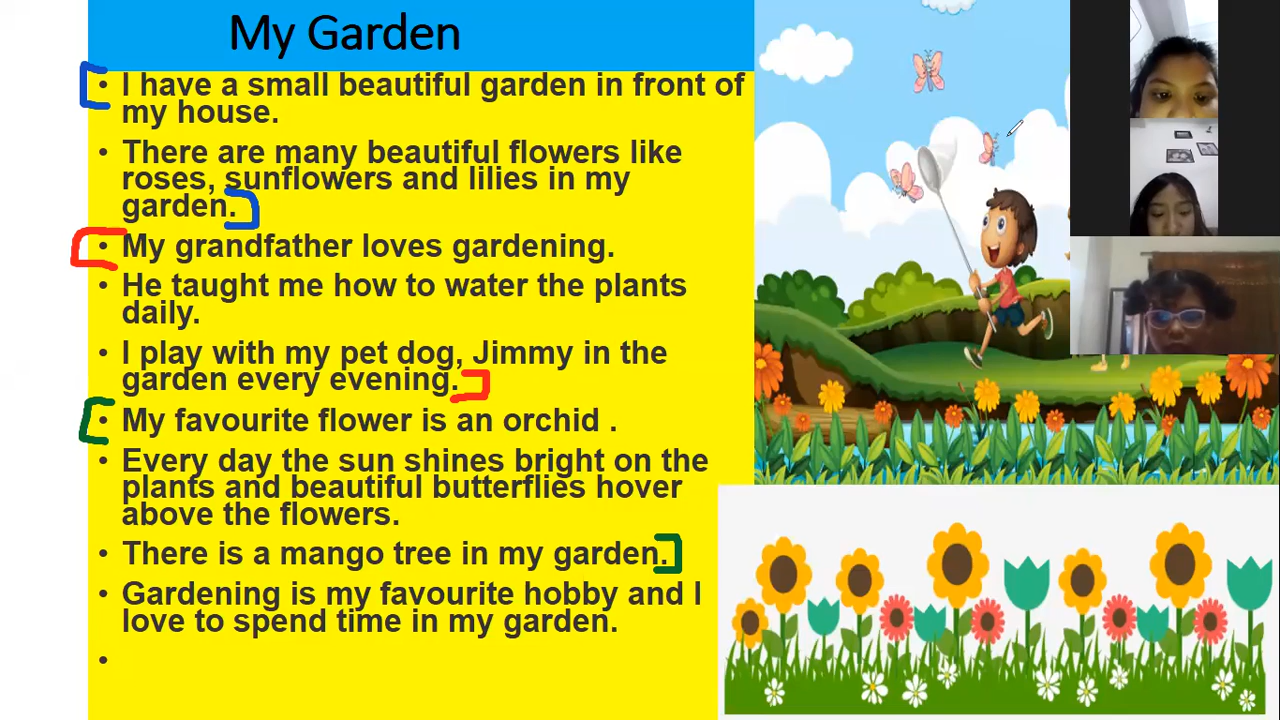 My Garden
• I have a small beautiful garden in front of
my house.
• There are many beautiful flowers like
roses, sunflowers and lilies in my
garden.
• My grandfather loves gardening.
• He taught me how to water the plants
daily.
• I play with my pet dog, Jimmy in the
garden every evening.
• My favourite flower is an orchid .
• Every day the sun shines bright on the
plants and beautiful butterflies hover
above the flowers.
• There is a mango tree in my garden.
• Gardening is my favourite hobby and I
love to spend time in my garden.
•